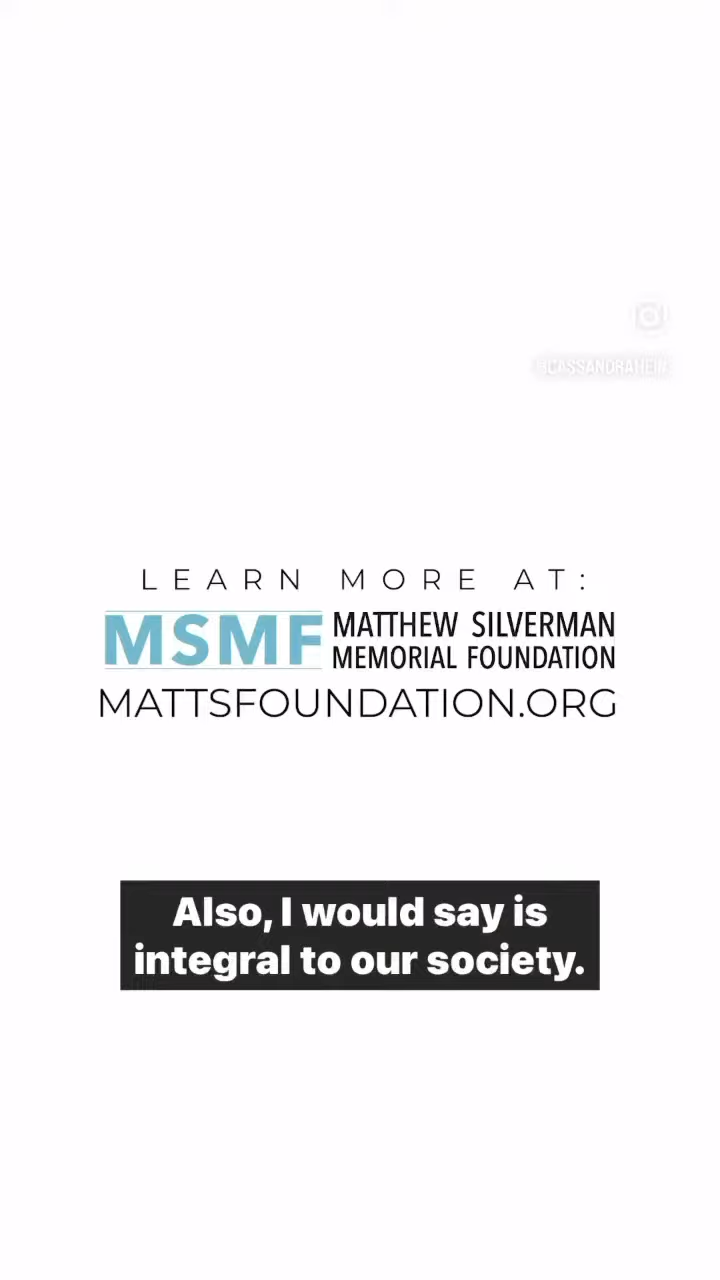 LEARN MORE AT:
MSMF MATTHEW SILVERMAN
MEMORIAL FOUNDATION
MATTSFOUNDATION.ORG
Also, I would say is
integral to our society.